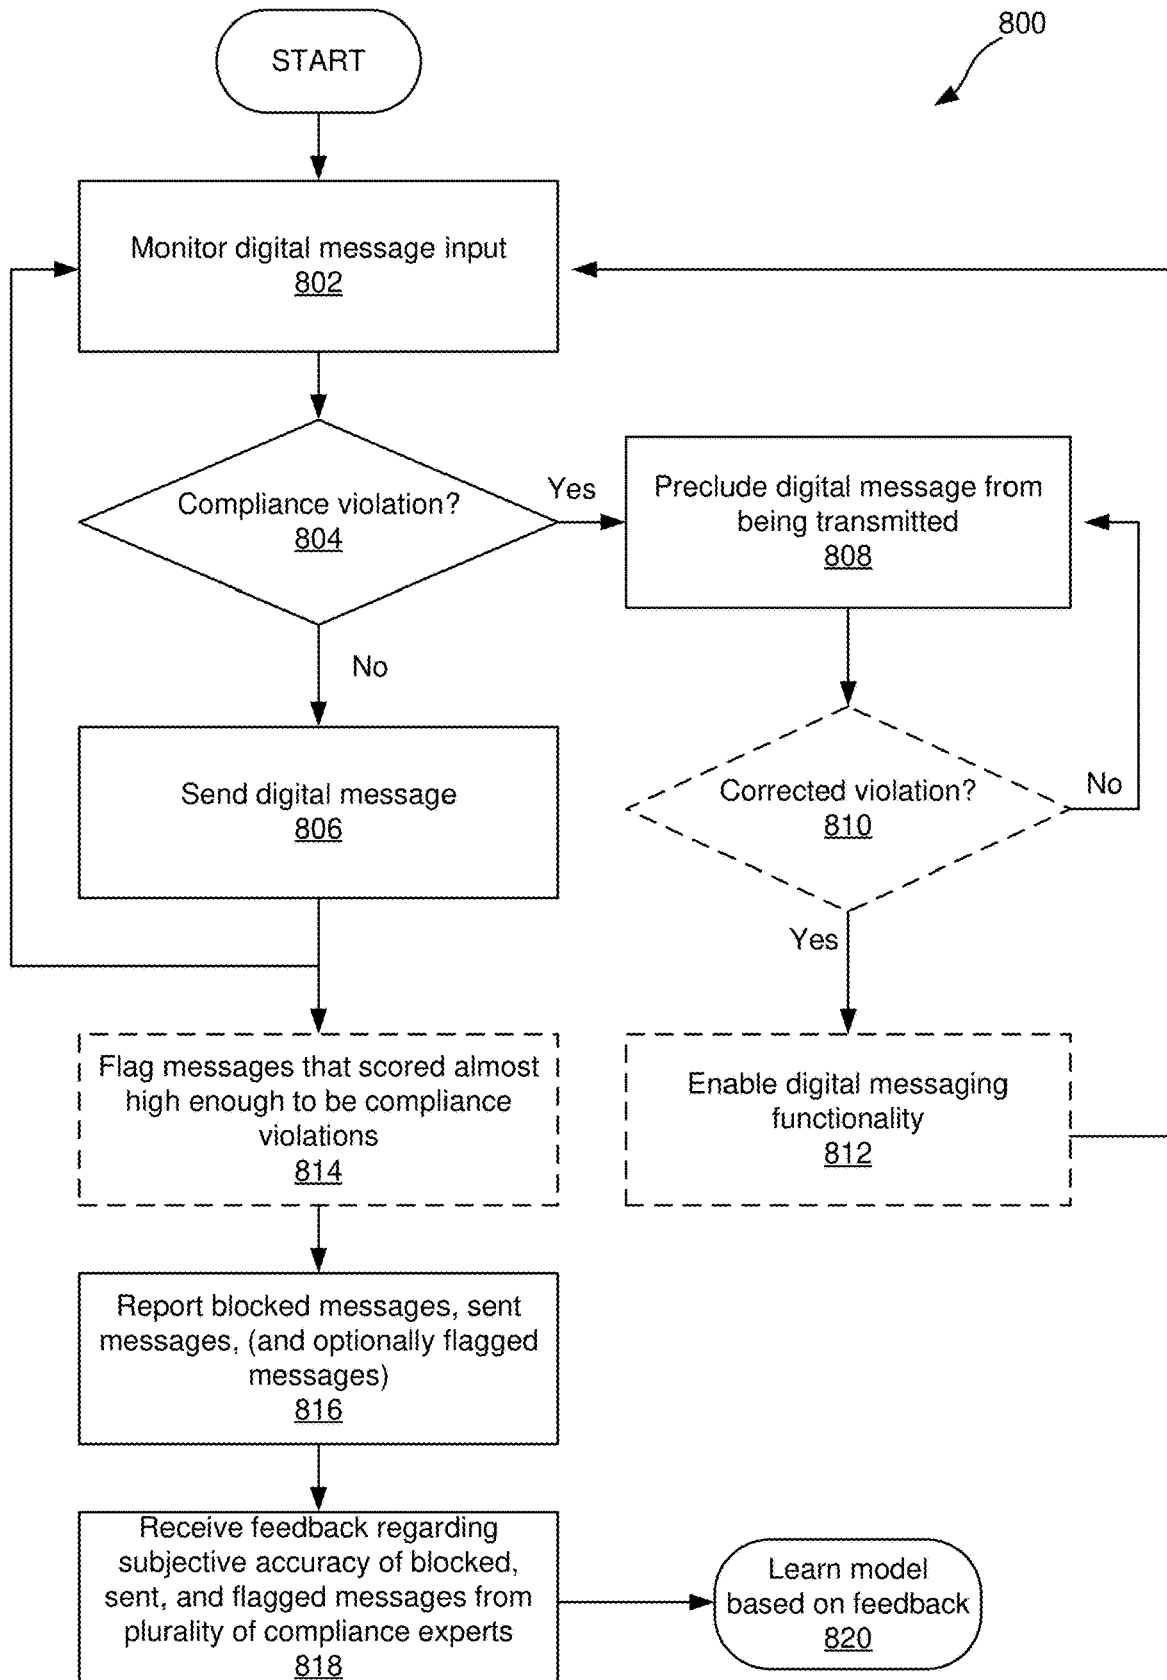 800
START
Monitor digital message input
802
Compliance violation?
804
Yes
Preclude digital message from
being transmitted
808
No
Send digital message
806
Corrected violation?
810
No
Yes
Flag messages that scored almost
high enough to be compliance
violations
814
Enable digital messaging
functionality
812
Report blocked messages, sent
messages, (and optionally flagged
messages)
816
Receive feedback regarding
subjective accuracy of blocked,
sent, and flagged messages from
plurality of compliance experts
818
Learn model
based on feedback
820